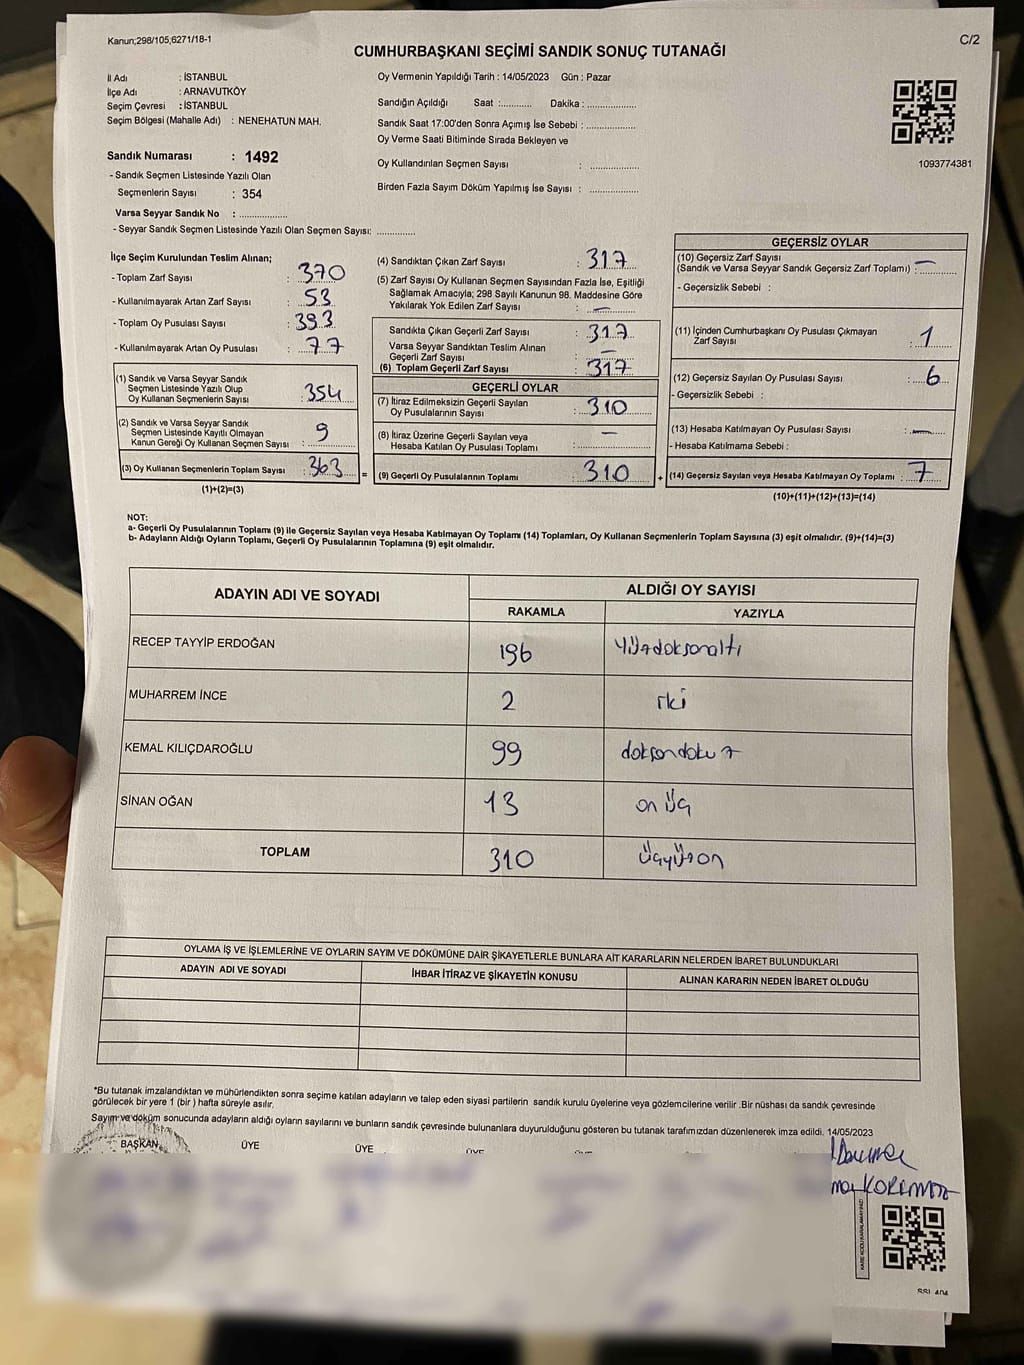 Kanun;298/105,6271/18-1
C/2
CUMHURBAŞKANI SEÇİMİ SANDIK SONUÇ TUTANAĞI
İl Adı : İSTANBUL
İlçe Adı : ARNAVUTKÖY
Seçim Çevresi : İSTANBUL
Seçim Bölgesi (Mahalle Adı) : NENEHATUN MAH.
Sandık Numarası : 1492
- Sandık Seçmen Listesinde Yazılı Olan
Seçmenlerin Sayısı : 354
Varsa Seyyar Sandık No : ..................
- Seyyar Sandık Seçmen Listesinde Yazılı Olan Seçmen Sayısı: .............
Oy Vermenin Yapıldığı Tarih : 14/05/2023 Gün : Pazar
Sandığın Açıldığı Saat :........... Dakika : .................
Sandık Saat 17:00'den Sonra Açımış İse Sebebi : .................
Oy Verme Saati Bitiminde Sırada Bekleyen ve
Oy Kullandırılan Seçmen Sayısı : .................
Birden Fazla Sayım Döküm Yapılmış İse Sayısı : .................
1093774381
İlçe Seçim Kurulundan Teslim Alınan;
- Toplam Zarf Sayısı : 370
- Kullanılmayarak Artan Zarf Sayısı : 53
- Toplam Oy Pusulası Sayısı : 393
- Kullanılmayarak Artan Oy Pusulası : 77
(1) Sandık ve Varsa Seyyar Sandık
Seçmen Listesinde Yazılı Olup
Oy Kullanan Seçmenlerin Sayısı : 354
(2) Sandık ve Varsa Seyyar Sandık
Seçmen Listesinde Kayıtlı Olmayan
Kanun Gereği Oy Kullanan Seçmen Sayısı : 9
(3) Oy Kullanan Seçmenlerin Toplam Sayısı : 363
(1)+(2)=(3)
=
(4) Sandıktan Çıkan Zarf Sayısı : 317
(5) Zarf Sayısı Oy Kullanan Seçmen Sayısından Fazla İse, Eşitliği
Sağlamak Amacıyla; 298 Sayılı Kanunun 98. Maddesine Göre
Yakılarak Yok Edilen Zarf Sayısı : —
Sandıkta Çıkan Geçerli Zarf Sayısı : 317
Varsa Seyyar Sandıktan Teslim Alınan
Geçerli Zarf Sayısı : —
(6) Toplam Geçerli Zarf Sayısı : 317
GEÇERLİ OYLAR
(7) İtiraz Edilmeksizin Geçerli Sayılan
Oy Pusulalarının Sayısı : 310
(8) İtiraz Üzerine Geçerli Sayılan veya
Hesaba Katılan Oy Pusulası Toplamı : —
(9) Geçerli Oy Pusulalarının Toplamı : 310
+
GEÇERSİZ OYLAR
(10) Geçersiz Zarf Sayısı
(Sandık ve Varsa Seyyar Sandık Geçersiz Zarf Toplamı) : —
- Geçersizlik Sebebi :
(11) İçinden Cumhurbaşkanı Oy Pusulası Çıkmayan
Zarf Sayısı : 1
(12) Geçersiz Sayılan Oy Pusulası Sayısı : 6
- Geçersizlik Sebebi :
(13) Hesaba Katılmayan Oy Pusulası Sayısı : —
- Hesaba Katılmama Sebebi :
(14) Geçersiz Sayılan veya Hesaba Katılmayan Oy Toplamı : 7
(10)+(11)+(12)+(13)=(14)
NOT:
a- Geçerli Oy Pusulalarının Toplamı (9) ile Geçersiz Sayılan veya Hesaba Katılmayan Oy Toplamı (14) Toplamları, Oy Kullanan Seçmenlerin Toplam Sayısına (3) eşit olmalıdır. (9)+(14)=(3)
b- Adayların Aldığı Oyların Toplamı, Geçerli Oy Pusulalarının Toplamına (9) eşit olmalıdır.
ADAYIN ADI VE SOYADI ALDIĞI OY SAYISI
RAKAMLA YAZIYLA
RECEP TAYYİP ERDOĞAN 196 Yüzdoksanaltı
MUHARREM İNCE 2 iki
KEMAL KILIÇDAROĞLU 99 doksandokuz
SİNAN OĞAN 13 on üç
TOPLAM 310 üçyüzon
OYLAMA İŞ VE İŞLEMLERİNE VE OYLARIN SAYIM VE DÖKÜMÜNE DAİR ŞİKAYETLERLE BUNLARA AİT KARARLARIN NELERDEN İBARET BULUNDUKLARI
ADAYIN ADI VE SOYADI İHBAR İTİRAZ VE ŞİKAYETİN KONUSU ALINAN KARARIN NEDEN İBARET OLDUĞU
*Bu tutanak imzalandıktan ve mühürlendikten sonra seçime katılan adayların ve talep eden siyasi partilerin sandık kurulu üyelerine veya gözlemcilerine verilir .Bir nüshası da sandık çevresinde
görülecek bir yere 1 (bir ) hafta süreyle asılır.
Sayım ve döküm sonucunda adayların aldığı oyların sayılarını ve bunların sandık çevresinde bulunanlara duyurulduğunu gösteren bu tutanak tarafımızdan düzenlenerek imza edildi. 14/05/2023
BAŞKAN ÜYE ÜYE ÜYE
KARE KODU KARALAMAYINIZ!